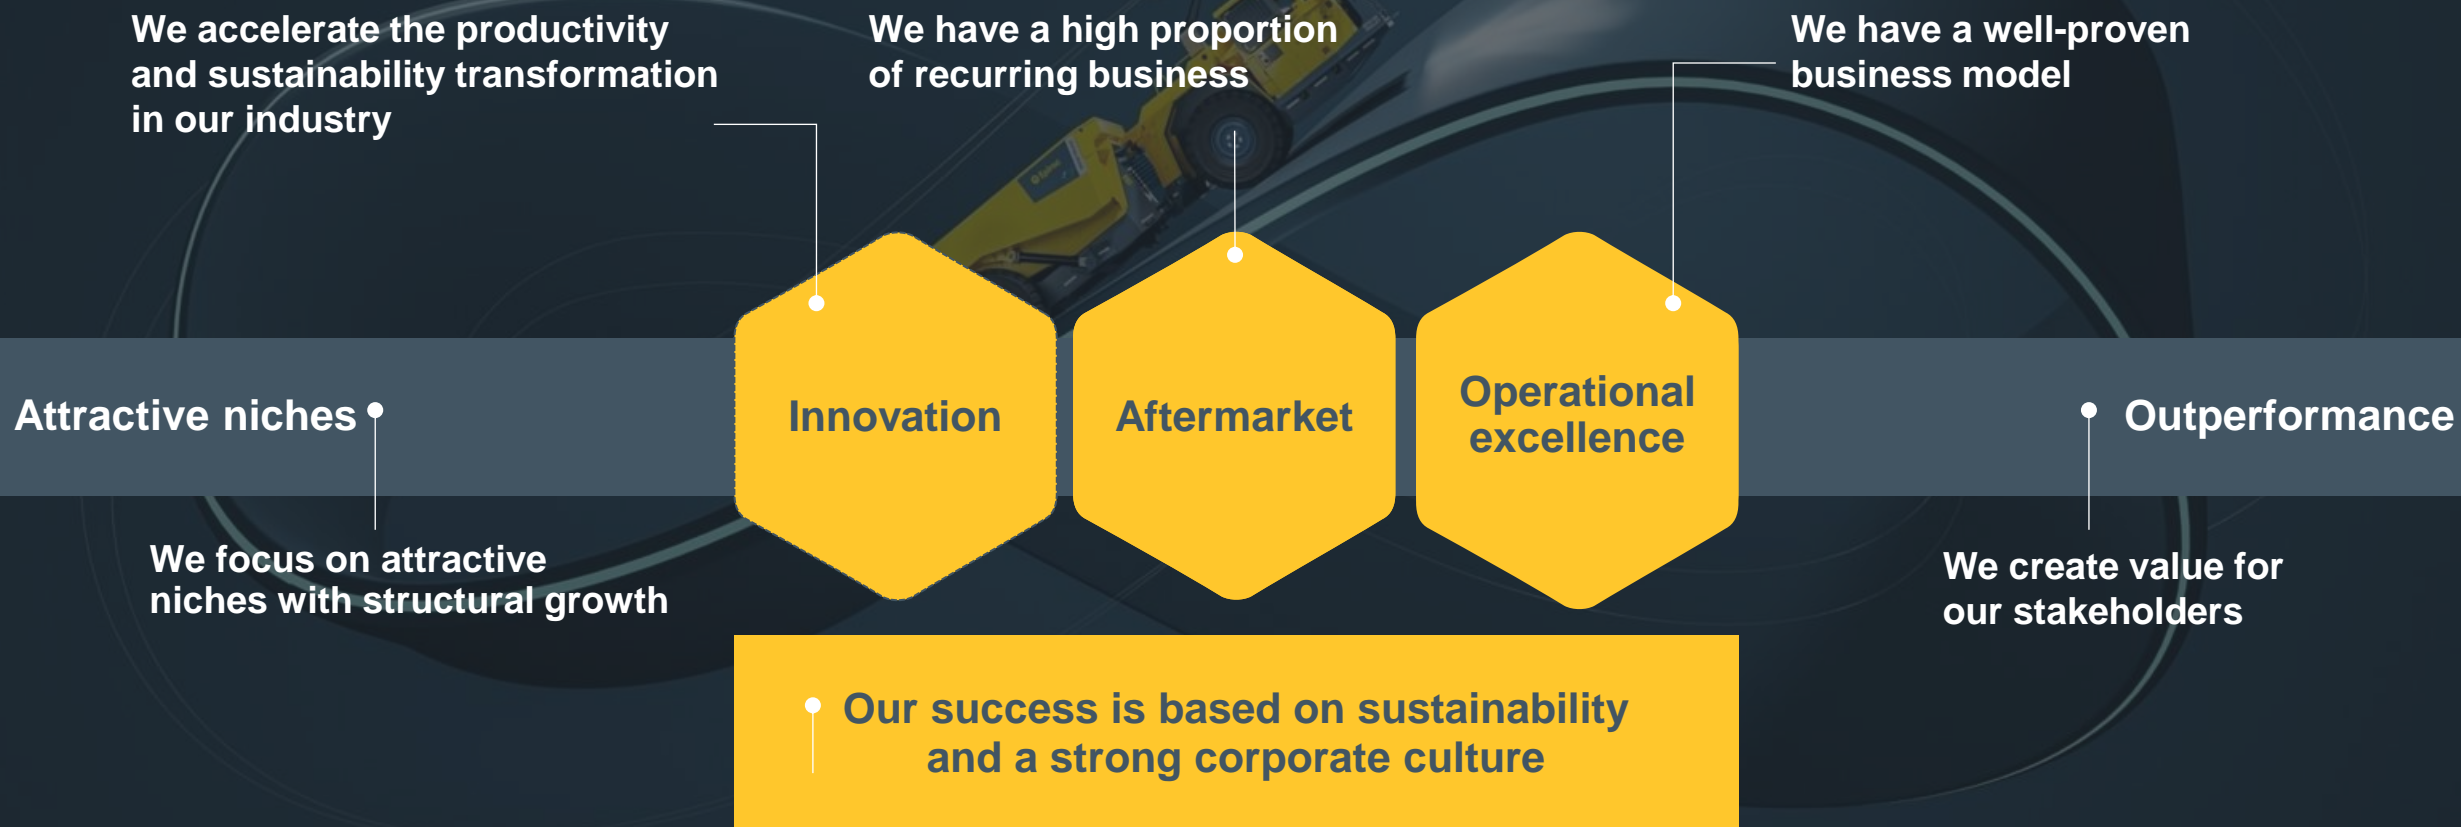 We accelerate the productivity
and sustainability transformation
in our industry
We have a high proportion
of recurring business
We have a well-proven
business model
Attractive niches
Innovation
Aftermarket
Operational
excellence
Outperformance
We focus on attractive
niches with structural growth
We create value for
our stakeholders
Our success is based on sustainability
and a strong corporate culture
Epiroc